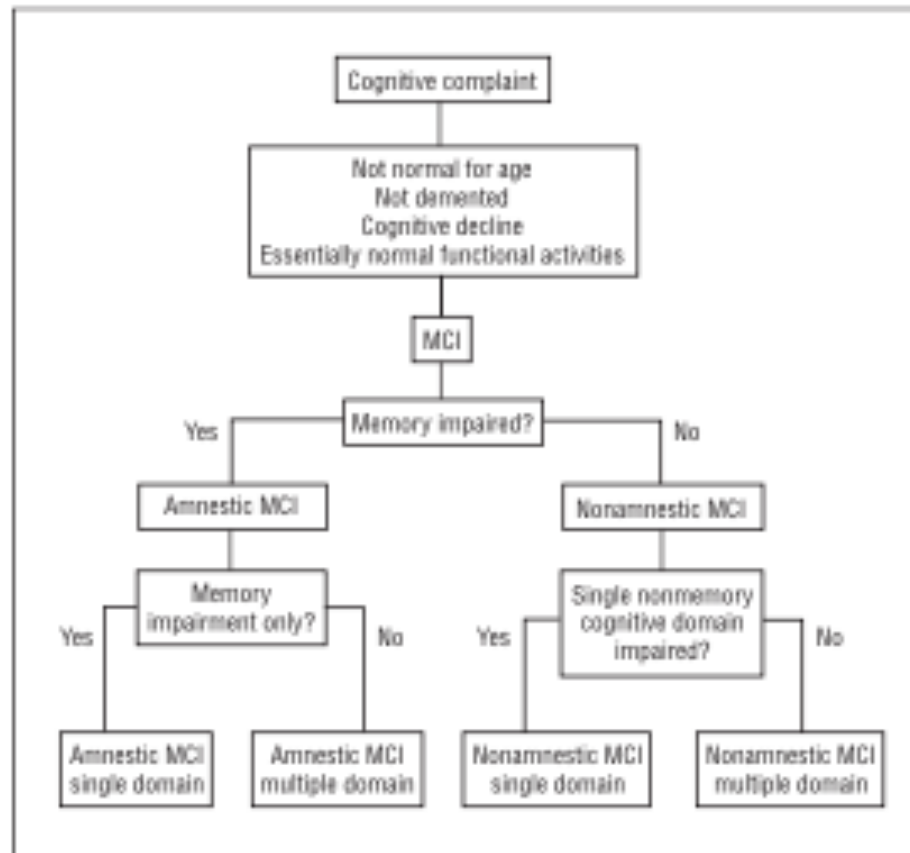 Cognitive complaint
Not normal for age
Not demented
Cognitive decline
Essentially normal functional activities
MCI
Memory impaired?
Yes
No
Amnestic MCI
Nonamnestic MCI
Memory
impairment only?
Yes
No
Single nonmemory
cognitive domain
impaired?
Yes
No
Amnestic MCI
single domain
Amnestic MCI
multiple domain
Nonamnestic MCI
single domain
Nonamnestic MCI
multiple domain